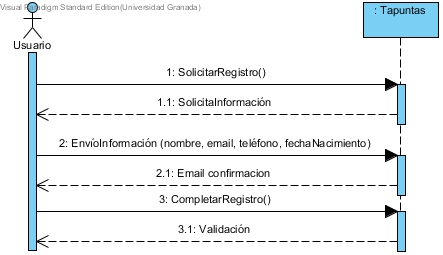 Visual Paradigm Standard Edition(Universidad Granada)
: Tapuntas
Usuario
1: SolicitarRegistro()
1.1: SolicitaInformación
2: EnvíoInformación (nombre, email, teléfono, fechaNacimiento)
2.1: Email confirmacion
3: CompletarRegistro()
3.1: Validación